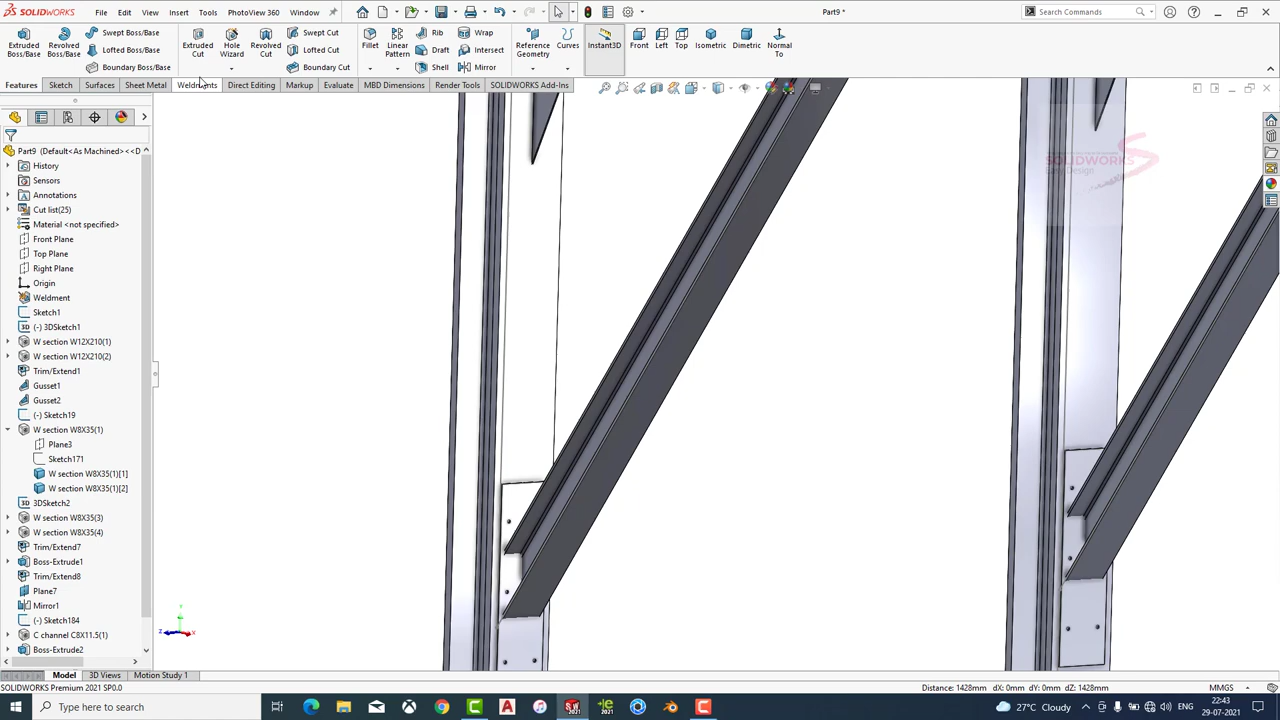 SOLIDWORKS
File Edit View Insert Tools PhotoView 360 Window
Part9 *
Search Commands
Extruded Boss/Base
Revolved Boss/Base
Swept Boss/Base
Lofted Boss/Base
Boundary Boss/Base
Extruded Cut
Hole Wizard
Revolved Cut
Swept Cut
Lofted Cut
Boundary Cut
Fillet
Linear Pattern
Rib
Draft
Shell
Wrap
Intersect
Mirror
Reference Geometry
Curves
Instant3D
Front
Left
Top
Isometric
Dimetric
Normal To
Features Sketch Surfaces Sheet Metal Weldments Direct Editing Markup Evaluate MBD Dimensions Render Tools SOLIDWORKS Add-Ins
Part9 (Default<As Machined><<D
History
Sensors
Annotations
Cut list(25)
Material <not specified>
Front Plane
Top Plane
Right Plane
Origin
Weldment
Sketch1
(-) 3DSketch1
W section W12X210(1)
W section W12X210(2)
Trim/Extend1
Gusset1
Gusset2
(-) Sketch19
W section W8X35(1)
Plane3
Sketch171
W section W8X35(1)[1]
W section W8X35(1)[2]
3DSketch2
W section W8X35(3)
W section W8X35(4)
Trim/Extend7
Boss-Extrude1
Trim/Extend8
Plane7
Mirror1
(-) Sketch184
C channel C8X11.5(1)
Boss-Extrude2
SOLIDWORKS
Easy Design
Y
Z
X
Model 3D Views Motion Study 1
SOLIDWORKS Premium 2021 SP0.0
Distance: 1428mm dX: 0mm dY: 0mm dZ: 1428mm
MMGS
Type here to search
27°C Cloudy
ENG
22:43
29-07-2021